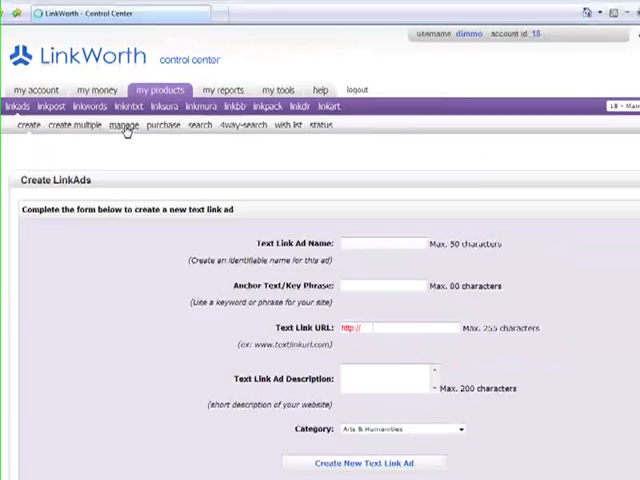 LinkWorth - Control Center
username dimmo account id: 18
LinkWorth control center
my account my money my products my reports my tools help logout
linkads linkpost linkwords linkintxt linksura linkmura linkbb linkpack linkdir linkart 18 - Main
create create multiple manage purchase search 4way-search wish list status
Create LinkAds
Complete the form below to create a new text link ad
Text Link Ad Name: Max. 50 characters
(Create an identifiable name for this ad)
Anchor Text/Key Phrase: Max. 80 characters
(Use a keyword or phrase for your site)
Text Link URL: http:// Max. 255 characters
(ex: www.textlinkurl.com)
Text Link Ad Description: Max. 200 characters
(short description of your website)
Category: Arts & Humanities
Create New Text Link Ad